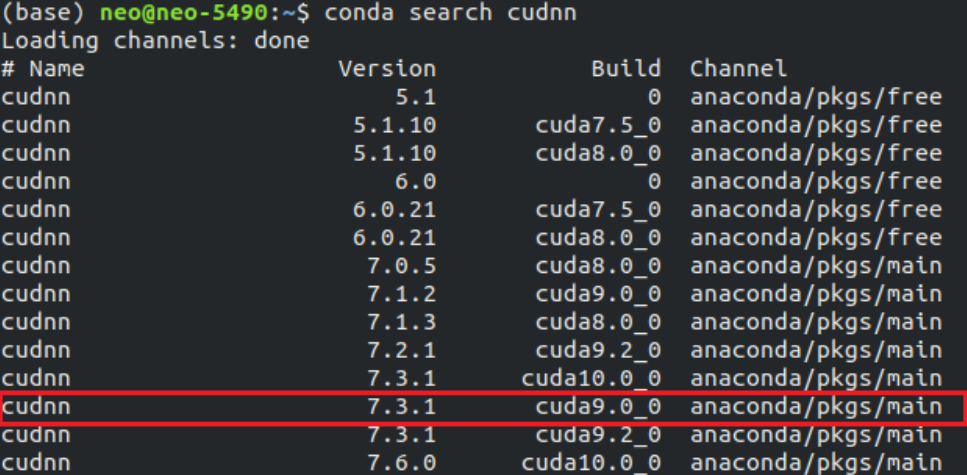 (base) neo@neo-5490:~$ conda search cudnn
Loading channels: done
# Name Version Build Channel
cudnn 5.1 0 anaconda/pkgs/free
cudnn 5.1.10 cuda7.5_0 anaconda/pkgs/free
cudnn 5.1.10 cuda8.0_0 anaconda/pkgs/free
cudnn 6.0 0 anaconda/pkgs/free
cudnn 6.0.21 cuda7.5_0 anaconda/pkgs/free
cudnn 6.0.21 cuda8.0_0 anaconda/pkgs/free
cudnn 7.0.5 cuda8.0_0 anaconda/pkgs/main
cudnn 7.1.2 cuda9.0_0 anaconda/pkgs/main
cudnn 7.1.3 cuda8.0_0 anaconda/pkgs/main
cudnn 7.2.1 cuda9.2_0 anaconda/pkgs/main
cudnn 7.3.1 cuda10.0_0 anaconda/pkgs/main
cudnn 7.3.1 cuda9.0_0 anaconda/pkgs/main
cudnn 7.3.1 cuda9.2_0 anaconda/pkgs/main
cudnn 7.6.0 cuda10.0_0 anaconda/pkgs/main